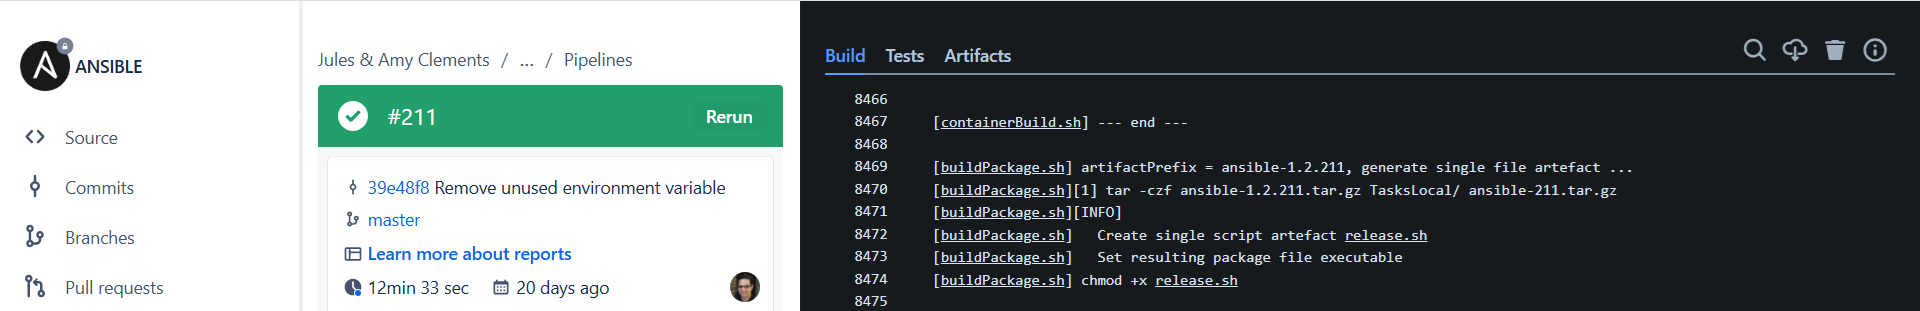 ANSIBLE
Source
Commits
Branches
Pull requests
Jules & Amy Clements / ... / Pipelines
#211 Rerun
39e48f8 Remove unused environment variable
master
Learn more about reports
12min 33 sec 20 days ago
Build Tests Artifacts
8466
8467 [containerBuild.sh] --- end ---
8468
8469 [buildPackage.sh] artifactPrefix = ansible-1.2.211, generate single file artefact ...
8470 [buildPackage.sh][1] tar -czf ansible-1.2.211.tar.gz TasksLocal/ ansible-211.tar.gz
8471 [buildPackage.sh][INFO]
8472 [buildPackage.sh]   Create single script artefact release.sh
8473 [buildPackage.sh]   Set resulting package file executable
8474 [buildPackage.sh] chmod +x release.sh
8475